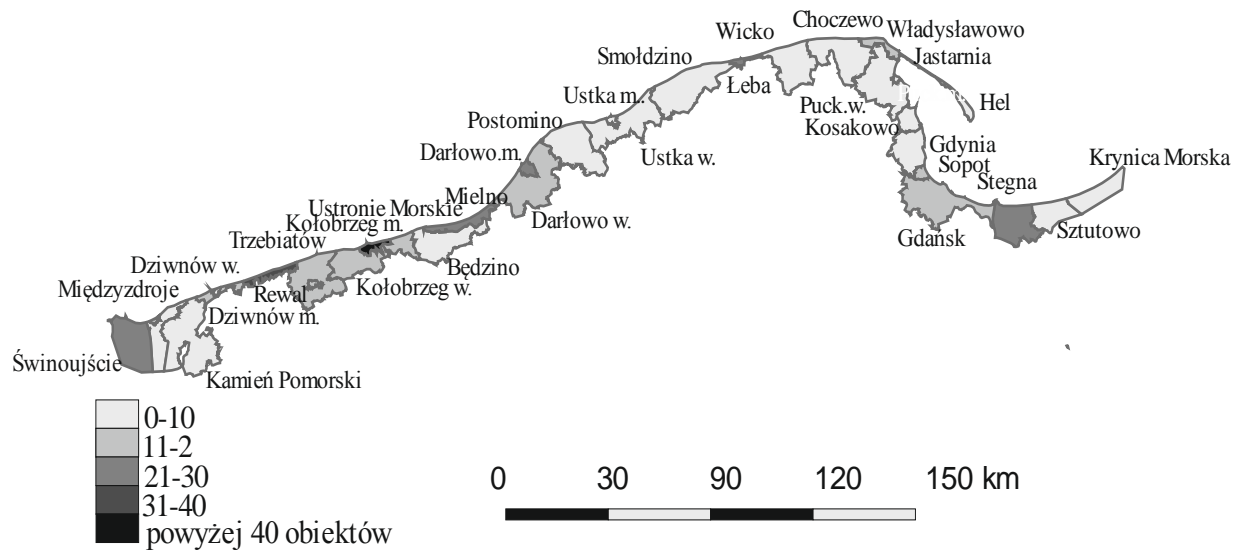 Choczewo
Wicko
Władysławowo
Smołdzino
Jastarnia
Łeba
Ustka m..
Puck.w.
Hel
Postomino
Kosakowo
Darłowo.m.
Ustka w.
Gdynia
Sopot
Krynica Morska
Stegna
Mielno
Ustronie Morskie
Kołobrzeg m.
Darłowo w.
Gdańsk
Sztutowo
Trzebiatów
Dziwnów w.
Będzino
Międzyzdroje
Rewal
Kołobrzeg w.
Dziwnów m.
Świnoujście
Kamień Pomorski
0-10
11-2
21-30
31-40
powyżej 40 obiektów
0 30 90 120 150 km